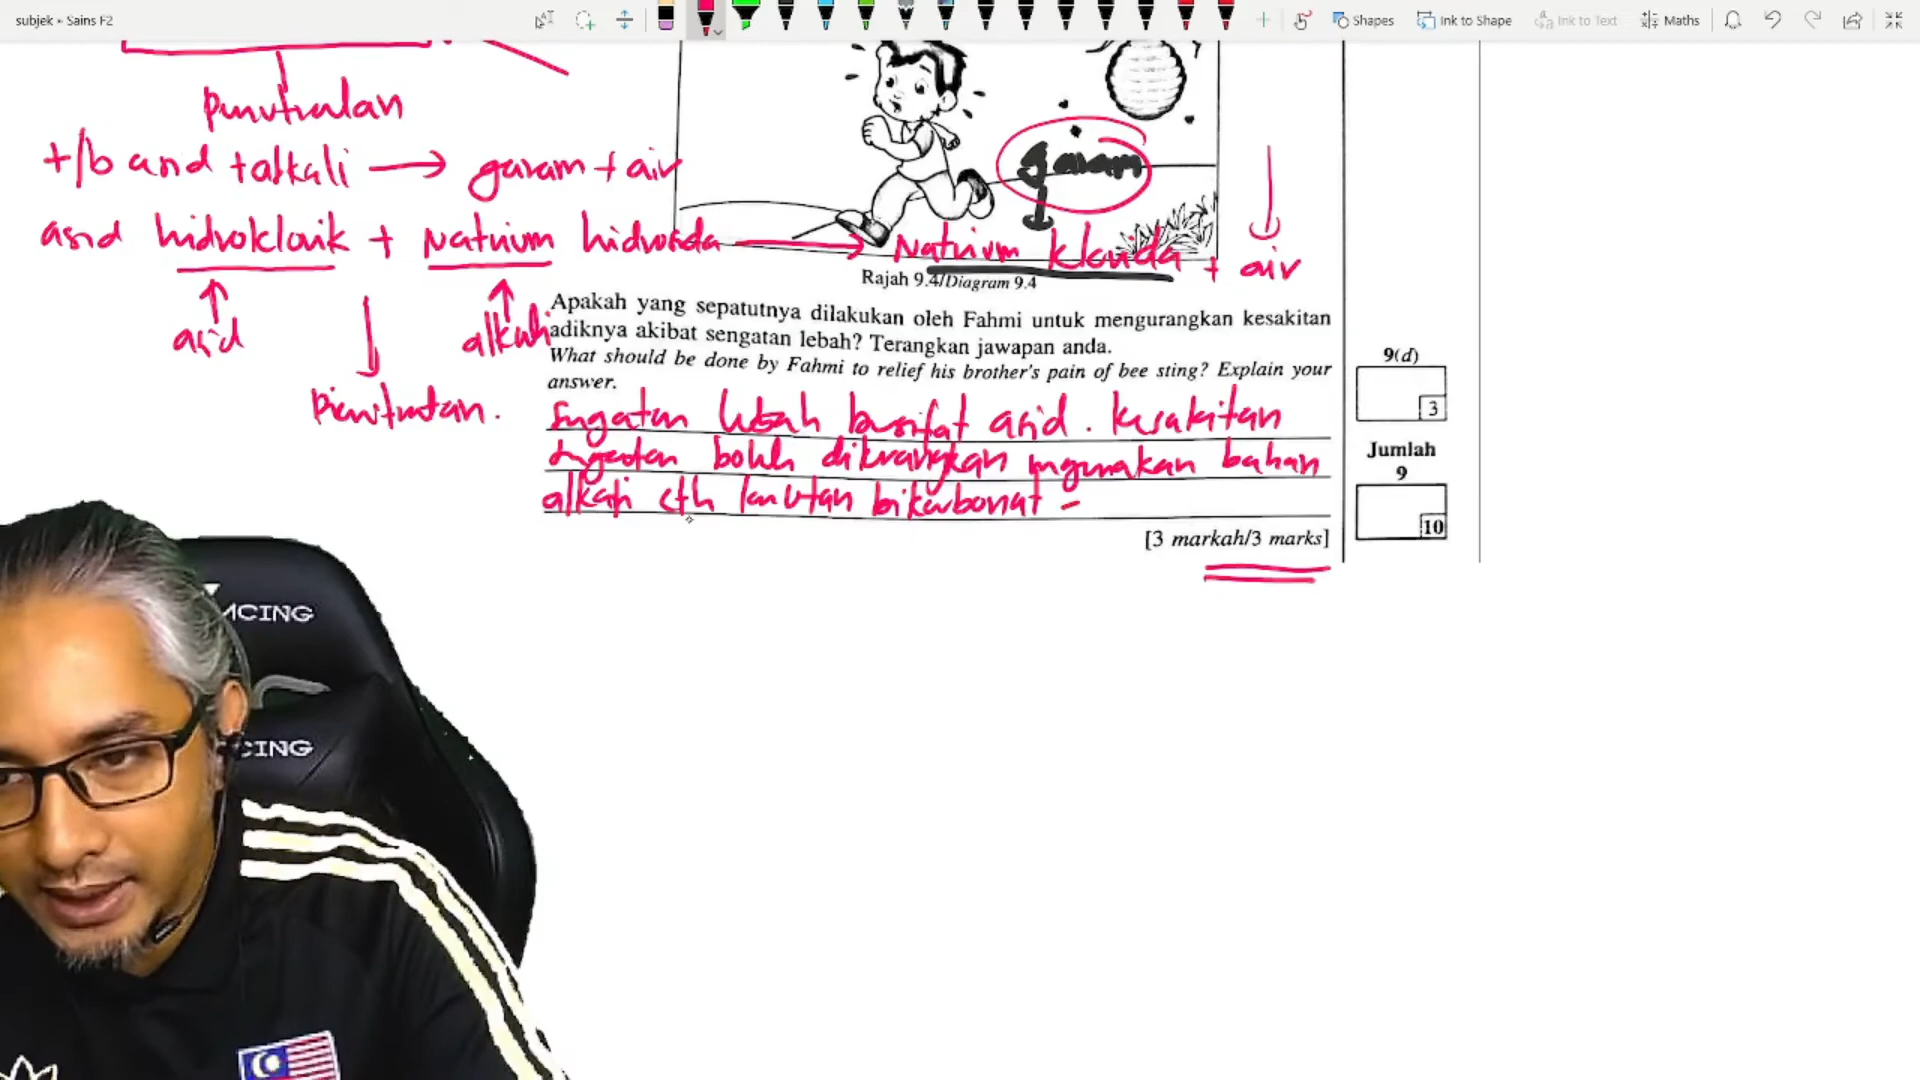 subjek » Sains F2
Shapes
Ink to Shape
Ink to Text
Maths
Penutralan
t/b asid + alkali → garam + air
asid hidroklorik + Natrium hidroksida → Natrium klorida + air
garam
asid
alkali
Penutralan.
Rajah 9.4/Diagram 9.4
Apakah yang sepatutnya dilakukan oleh Fahmi untuk mengurangkan kesakitan
adiknya akibat sengatan lebah? Terangkan jawapan anda.
What should be done by Fahmi to relief his brother's pain of bee sting? Explain your
answer.
Sengatan lebah bersifat asid. Kesakitan
sengatan boleh dikurangkan mgunakan bahan
alkali cth larutan bikarbonat -
[3 markah/3 marks]
9(d)
3
Jumlah
9
10
ACING
CING